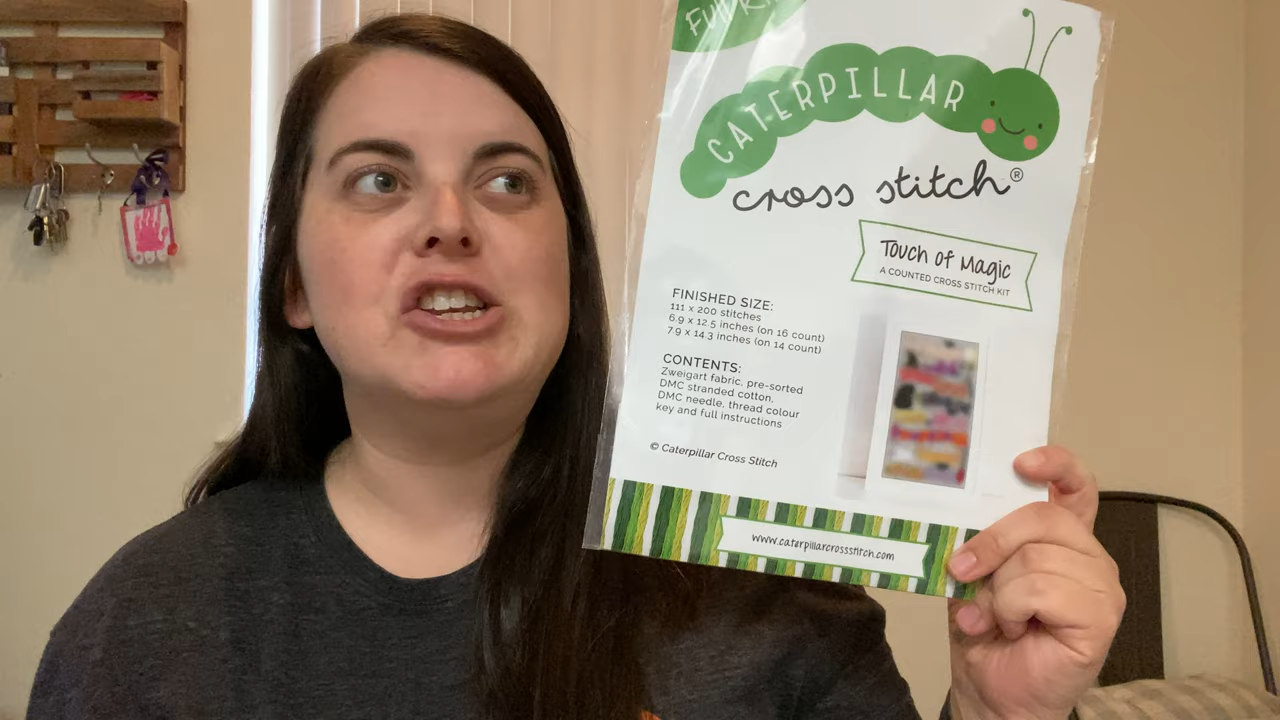 CATERPILLAR
cross stitch®
Touch of Magic
A COUNTED CROSS STITCH KIT
FINISHED SIZE:
111 x 200 stitches
6.9 x 12.5 inches (on 16 count)
7.9 x 14.3 inches (on 14 count)
CONTENTS:
Zweigart fabric, pre-sorted
DMC stranded cotton,
DMC needle, thread colour
key and full instructions
© Caterpillar Cross Stitch
www.caterpillarcrossstitch.com